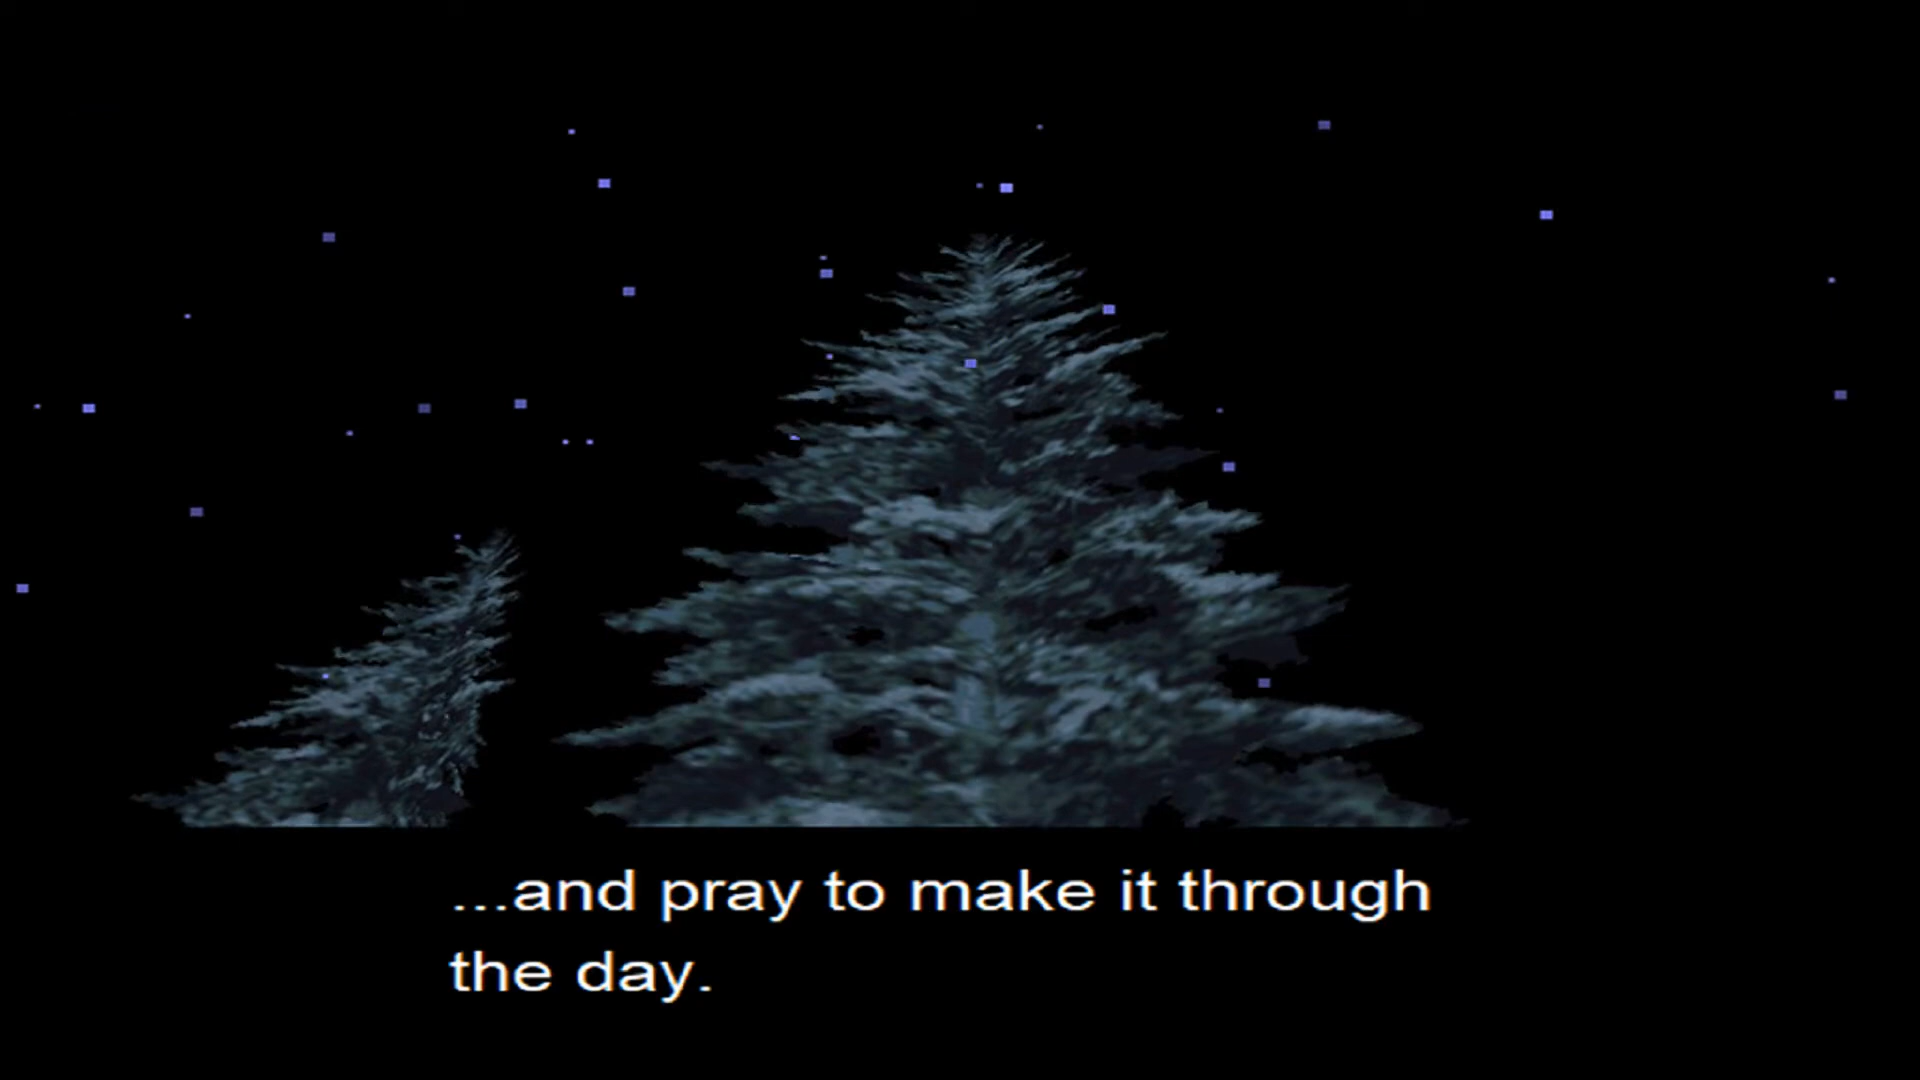 ...and pray to make it through
the day.